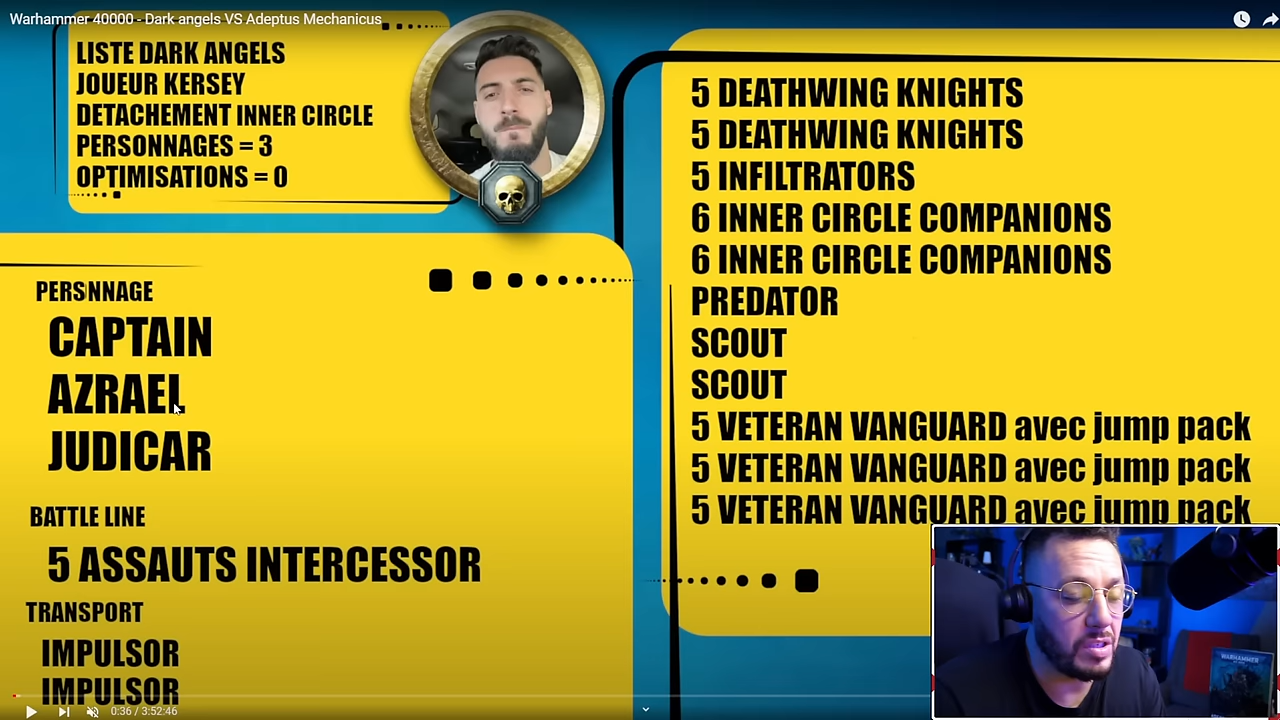 Warhammer 40000 - Dark angels VS Adeptus Mechanicus
LISTE DARK ANGELS
JOUEUR KERSEY
DETACHEMENT INNER CIRCLE
PERSONNAGES = 3
OPTIMISATIONS = 0
PERSNNAGE
CAPTAIN
AZRAEL
JUDICAR
BATTLE LINE
5 ASSAUTS INTERCESSOR
TRANSPORT
IMPULSOR
IMPULSOR
5 DEATHWING KNIGHTS
5 DEATHWING KNIGHTS
5 INFILTRATORS
6 INNER CIRCLE COMPANIONS
6 INNER CIRCLE COMPANIONS
PREDATOR
SCOUT
SCOUT
5 VETERAN VANGUARD avec jump pack
5 VETERAN VANGUARD avec jump pack
5 VETERAN VANGUARD avec jump pack
WARHAMMER
0:36 / 3:52:46